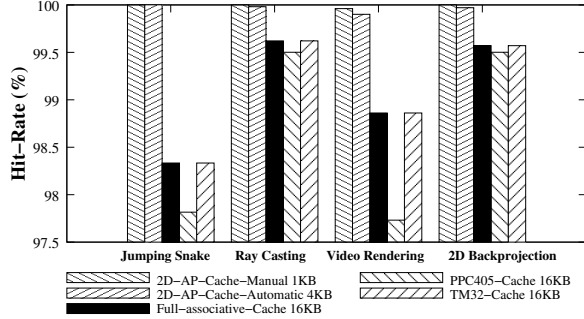 100
99.5
99
98.5
98
97.5
Hit−Rate (%)
Jumping Snake Ray Casting Video Rendering 2D Backprojection
2D−AP−Cache−Manual 1KB PPC405−Cache 16KB
2D−AP−Cache−Automatic 4KB TM32−Cache 16KB
Full−associative−Cache 16KB